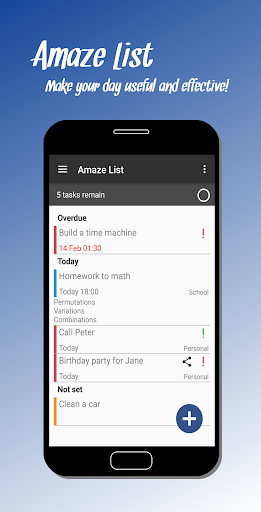 Amaze List
Make your day useful and effective!
Amaze List
5 tasks remain
Overdue
Build a time machine
!
14 Feb 01:30
Today
Homework to math
Today 18:00
School
Permutations
Variations
Combinations
Call Peter
!
Today
Personal
Birthday party for Jane
!
Today
Personal
Not set
Clean a car
+